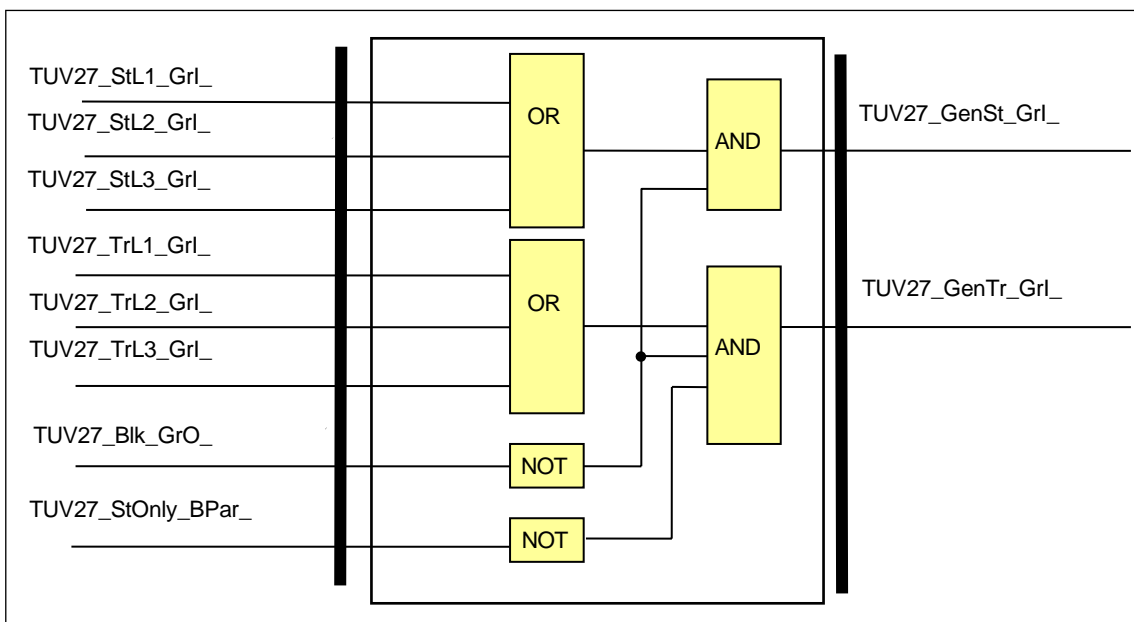 TUV27_StL1_GrI_
TUV27_StL2_GrI_
TUV27_StL3_GrI_
TUV27_TrL1_GrI_
TUV27_TrL2_GrI_
TUV27_TrL3_GrI_
TUV27_Blk_GrO_
TUV27_StOnly_BPar_
OR
OR
NOT
NOT
AND
AND
TUV27_GenSt_GrI_
TUV27_GenTr_GrI_